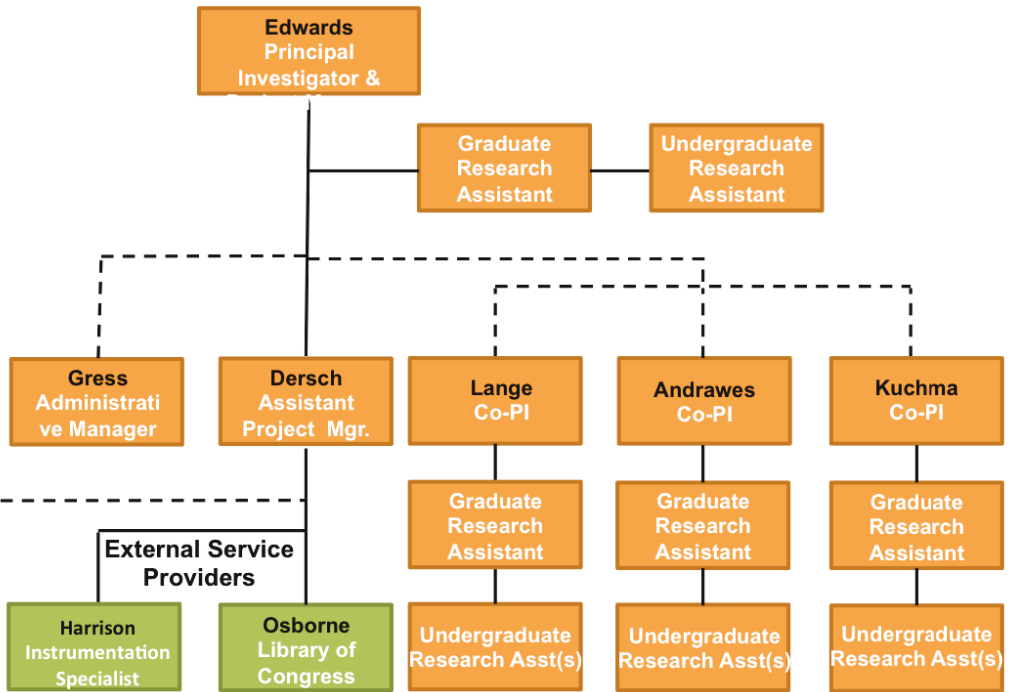 Edwards
Principal
Investigator &
Graduate
Research
Assistant
Undergraduate
Research
Assistant
Gress
Administrati
ve Manager
Dersch
Assistant
Project Mgr.
Lange
Co-PI
Andrawes
Co-PI
Kuchma
Co-PI
Graduate
Research
Assistant
Graduate
Research
Assistant
Graduate
Research
Assistant
External Service
Providers
Harrison
Instrumentation
Specialist
Osborne
Library of
Congress
Undergraduate
Research Asst(s)
Undergraduate
Research Asst(s)
Undergraduate
Research Asst(s)